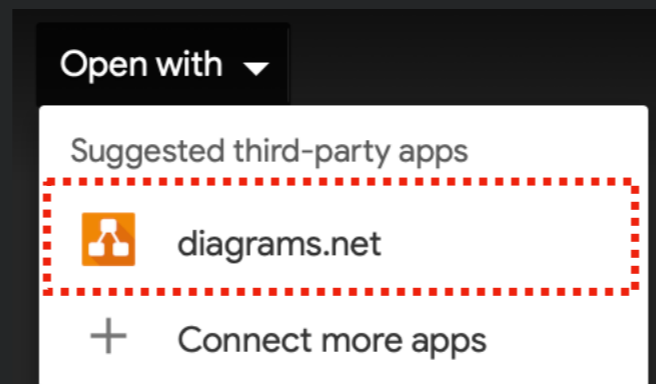 Open with
Suggested third-party apps
diagrams.net
Connect more apps